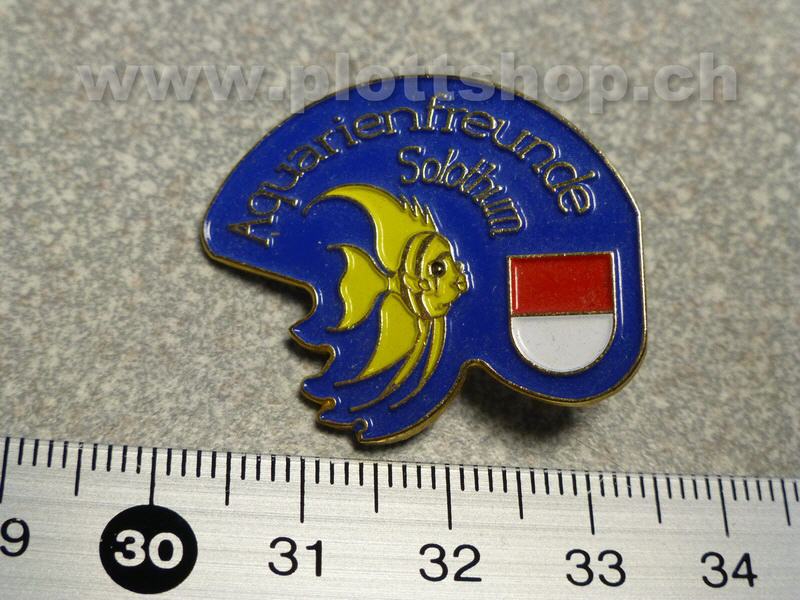 www.plottshop.ch
Aquarienfreunde
Solothurn
9 30 31 32 33 34